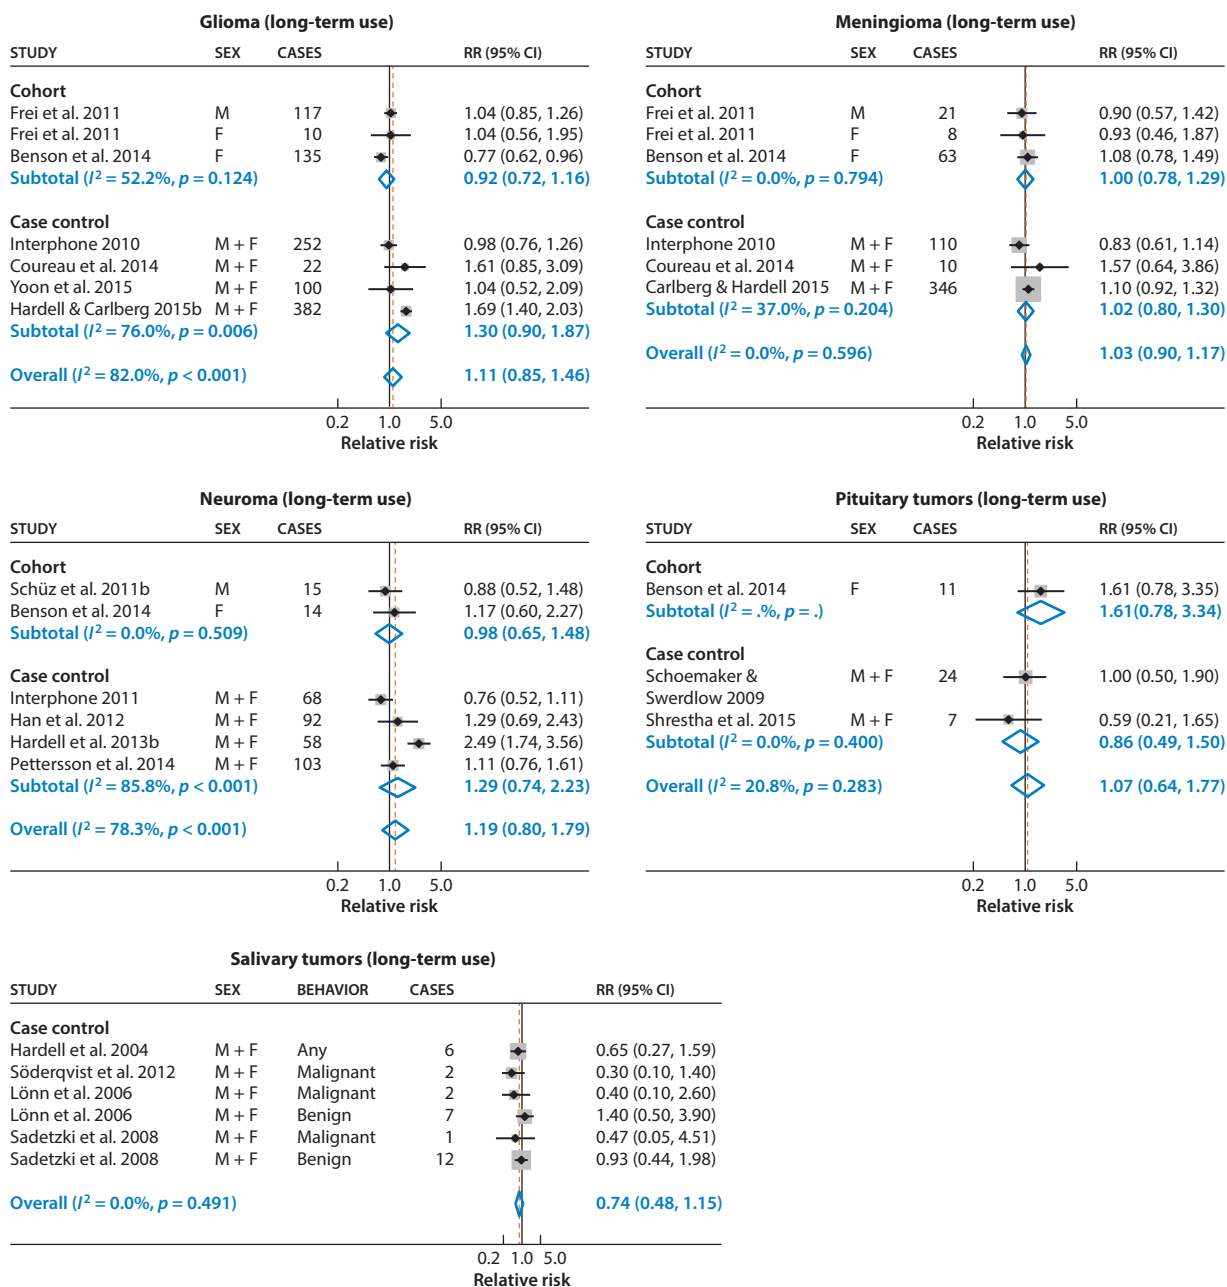 Glioma (long-term use)
STUDY SEX CASES RR (95% CI)
Cohort
Frei et al. 2011 M 117 1.04 (0.85, 1.26)
Frei et al. 2011 F 10 1.04 (0.56, 1.95)
Benson et al. 2014 F 135 0.77 (0.62, 0.96)
Subtotal (I² = 52.2%, p = 0.124) 0.92 (0.72, 1.16)
Case control
Interphone 2010 M + F 252 0.98 (0.76, 1.26)
Coureau et al. 2014 M + F 22 1.61 (0.85, 3.09)
Yoon et al. 2015 M + F 100 1.04 (0.52, 2.09)
Hardell & Carlberg 2015b M + F 382 1.69 (1.40, 2.03)
Subtotal (I² = 76.0%, p = 0.006) 1.30 (0.90, 1.87)
Overall (I² = 82.0%, p < 0.001) 1.11 (0.85, 1.46)
0.2 1.0 5.0
Relative risk
Meningioma (long-term use)
STUDY SEX CASES RR (95% CI)
Cohort
Frei et al. 2011 M 21 0.90 (0.57, 1.42)
Frei et al. 2011 F 8 0.93 (0.46, 1.87)
Benson et al. 2014 F 63 1.08 (0.78, 1.49)
Subtotal (I² = 0.0%, p = 0.794) 1.00 (0.78, 1.29)
Case control
Interphone 2010 M + F 110 0.83 (0.61, 1.14)
Coureau et al. 2014 M + F 10 1.57 (0.64, 3.86)
Carlberg & Hardell 2015 M + F 346 1.10 (0.92, 1.32)
Subtotal (I² = 37.0%, p = 0.204) 1.02 (0.80, 1.30)
Overall (I² = 0.0%, p = 0.596) 1.03 (0.90, 1.17)
0.2 1.0 5.0
Relative risk
Neuroma (long-term use)
STUDY SEX CASES RR (95% CI)
Cohort
Schüz et al. 2011b M 15 0.88 (0.52, 1.48)
Benson et al. 2014 F 14 1.17 (0.60, 2.27)
Subtotal (I² = 0.0%, p = 0.509) 0.98 (0.65, 1.48)
Case control
Interphone 2011 M + F 68 0.76 (0.52, 1.11)
Han et al. 2012 M + F 92 1.29 (0.69, 2.43)
Hardell et al. 2013b M + F 58 2.49 (1.74, 3.56)
Pettersson et al. 2014 M + F 103 1.11 (0.76, 1.61)
Subtotal (I² = 85.8%, p < 0.001) 1.29 (0.74, 2.23)
Overall (I² = 78.3%, p < 0.001) 1.19 (0.80, 1.79)
0.2 1.0 5.0
Relative risk
Pituitary tumors (long-term use)
STUDY SEX CASES RR (95% CI)
Cohort
Benson et al. 2014 F 11 1.61 (0.78, 3.35)
Subtotal (I² = .%, p = .) 1.61(0.78, 3.34)
Case control
Schoemaker & M + F 24 1.00 (0.50, 1.90)
Swerdlow 2009
Shrestha et al. 2015 M + F 7 0.59 (0.21, 1.65)
Subtotal (I² = 0.0%, p = 0.400) 0.86 (0.49, 1.50)
Overall (I² = 20.8%, p = 0.283) 1.07 (0.64, 1.77)
0.2 1.0 5.0
Relative risk
Salivary tumors (long-term use)
STUDY SEX BEHAVIOR CASES RR (95% CI)
Case control
Hardell et al. 2004 M + F Any 6 0.65 (0.27, 1.59)
Söderqvist et al. 2012 M + F Malignant 2 0.30 (0.10, 1.40)
Lönn et al. 2006 M + F Malignant 2 0.40 (0.10, 2.60)
Lönn et al. 2006 M + F Benign 7 1.40 (0.50, 3.90)
Sadetzki et al. 2008 M + F Malignant 1 0.47 (0.05, 4.51)
Sadetzki et al. 2008 M + F Benign 12 0.93 (0.44, 1.98)
Overall (I² = 0.0%, p = 0.491) 0.74 (0.48, 1.15)
0.2 1.0 5.0
Relative risk